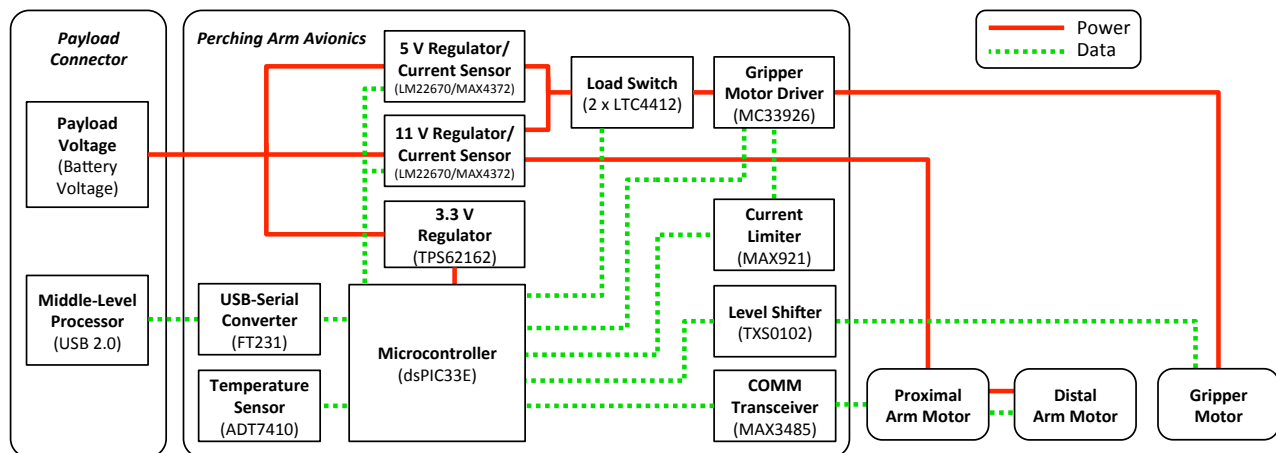 Payload
Connector
Payload
Voltage
(Battery
Voltage)
Middle-Level
Processor
(USB 2.0)
Perching Arm Avionics
5 V Regulator/
Current Sensor
(LM22670/MAX4372)
11 V Regulator/
Current Sensor
(LM22670/MAX4372)
3.3 V
Regulator
(TPS62162)
Load Switch
(2 x LTC4412)
Gripper
Motor Driver
(MC33926)
Current
Limiter
(MAX921)
USB-Serial
Converter
(FT231)
Temperature
Sensor
(ADT7410)
Microcontroller
(dsPIC33E)
Level Shifter
(TXS0102)
COMM
Transceiver
(MAX3485)
Power
Data
Proximal
Arm Motor
Distal
Arm Motor
Gripper
Motor